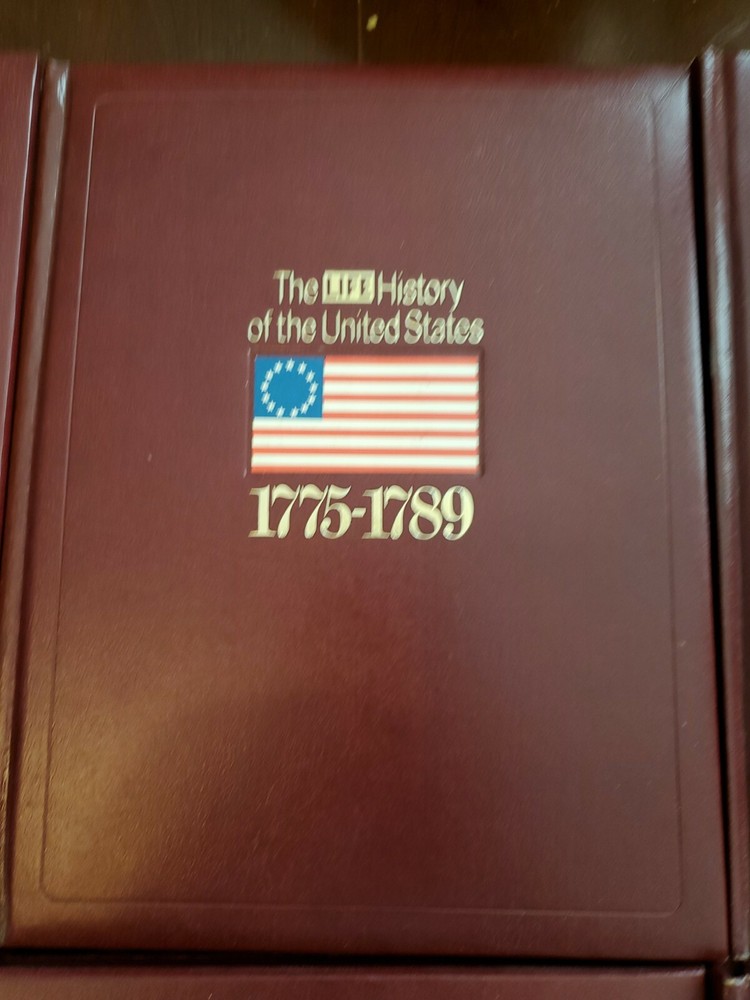 The LIFE History
of the United States
1775-1789